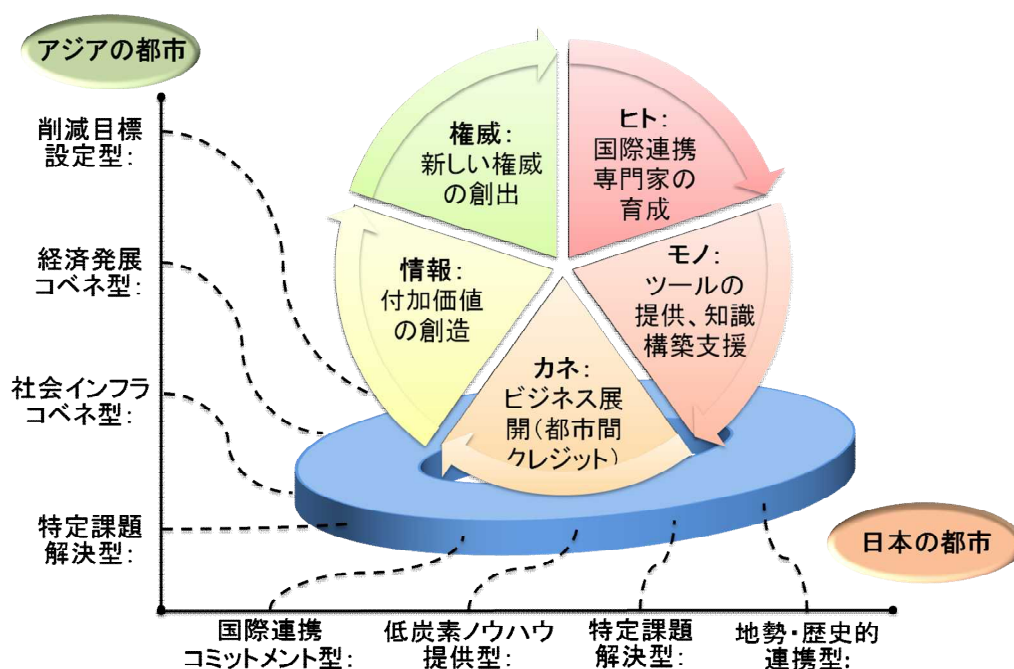 アジアの都市
削減目標
設定型:
経済発展
コベネ型:
社会インフラ
コベネ型:
特定課題
解決型:
権威:
新しい権威
の創出
ヒト:
国際連携
専門家の
育成
情報:
付加価値
の創造
モノ:
ツールの
提供、知識
構築支援
カネ:
ビジネス展
開(都市間
クレジット)
日本の都市
国際連携
コミットメント型:
低炭素ノウハウ
提供型:
特定課題
解決型:
地勢・歴史的
連携型: